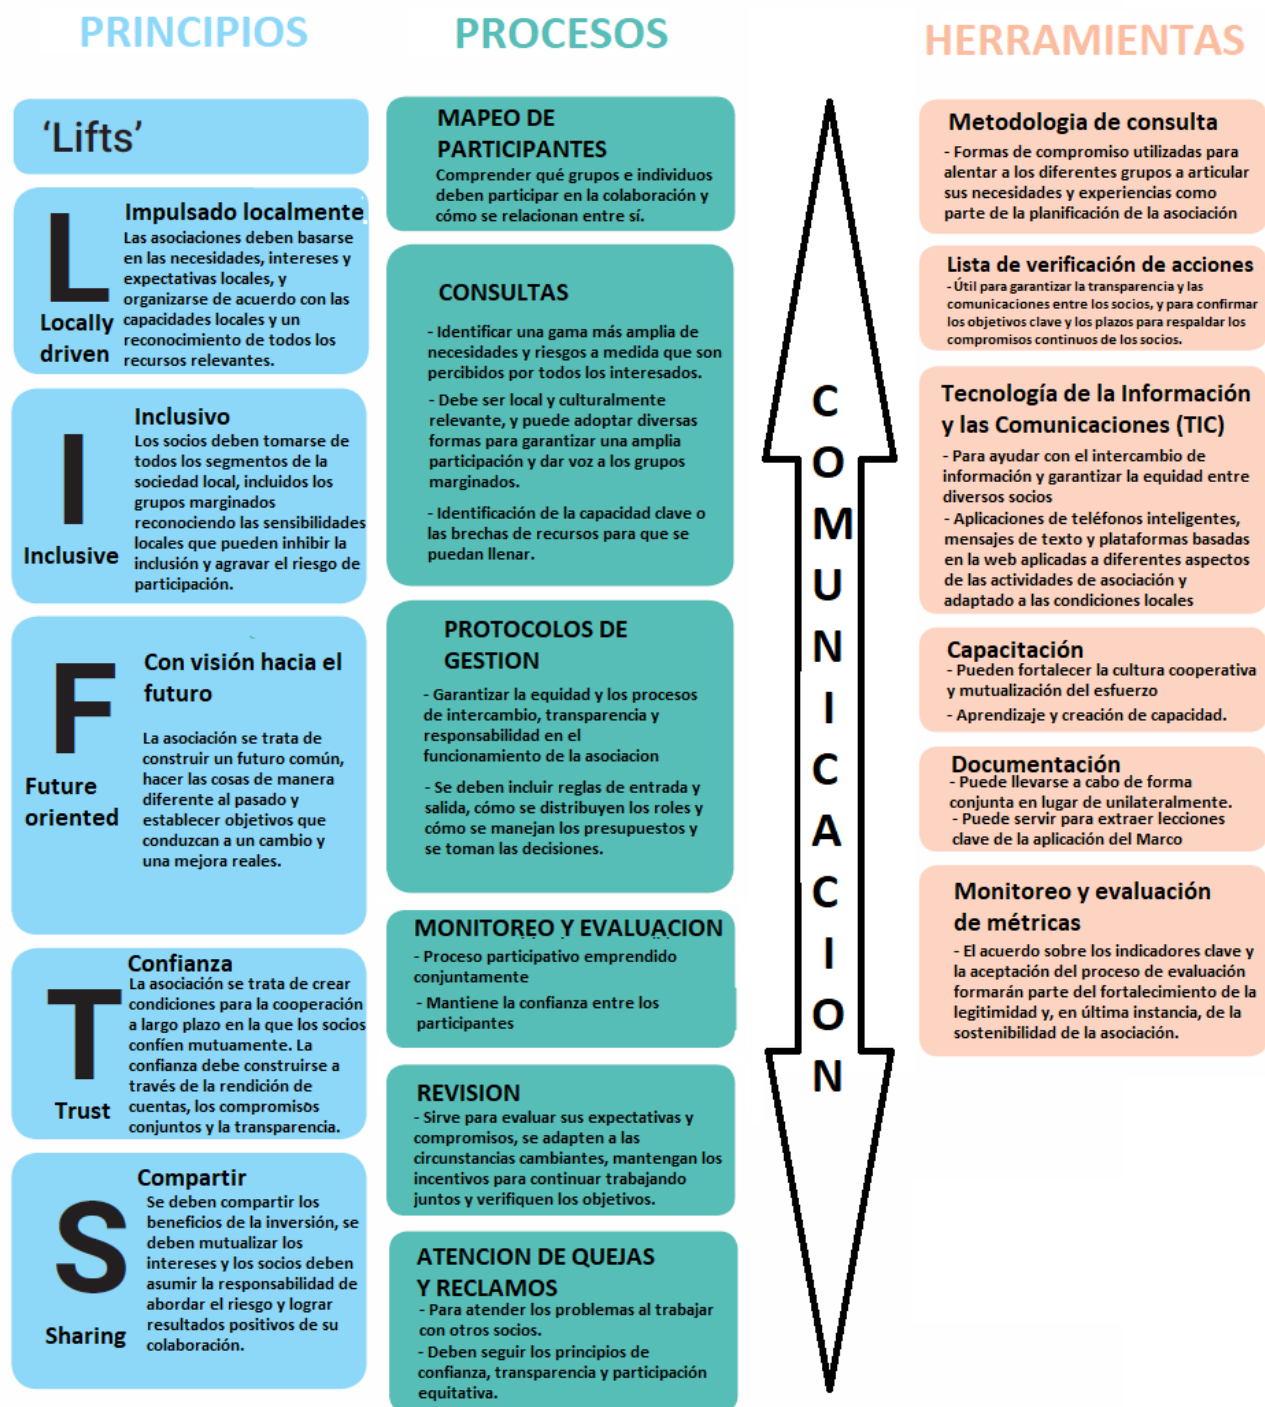 PRINCIPIOS
'Lifts'
L
Locally
driven
Impulsado localmente
Las asociaciones deben basarse
en las necesidades, intereses y
expectativas locales, y
organizarse de acuerdo con las
capacidades locales y un
reconocimiento de todos los
recursos relevantes.
I
Inclusive
Inclusivo
Los socios deben tomarse de
todos los segmentos de la
sociedad local, incluidos los
grupos marginados
reconociendo las sensibilidades
locales que pueden inhibir la
inclusión y agravar el riesgo de
participación.
F
Future
oriented
Con visión hacia el
futuro
La asociación se trata de
construir un futuro común,
hacer las cosas de manera
diferente al pasado y
establecer objetivos que
conduzcan a un cambio y
una mejora reales.
T
Trust
Confianza
La asociación se trata de crear
condiciones para la cooperación
a largo plazo en la que los socios
confíen mutuamente. La
confianza debe construirse a
través de la rendición de
cuentas, los compromisos
conjuntos y la transparencia.
S
Sharing
Compartir
Se deben compartir los
beneficios de la inversión, se
deben mutualizar los
intereses y los socios deben
asumir la responsabilidad de
abordar el riesgo y lograr
resultados positivos de su
colaboración.
PROCESOS
MAPEO DE
PARTICIPANTES
Comprender qué grupos e individuos
deben participar en la colaboración y
cómo se relacionan entre sí.
CONSULTAS
- Identificar una gama más amplia de
necesidades y riesgos a medida que son
percibidos por todos los interesados.
- Debe ser local y culturalmente
relevante, y puede adoptar diversas
formas para garantizar una amplia
participación y dar voz a los grupos
marginados.
- Identificación de la capacidad clave o
las brechas de recursos para que se
puedan llenar.
PROTOCOLOS DE
GESTION
- Garantizar la equidad y los procesos
de intercambio, transparencia y
responsabilidad en el
funcionamiento de la asociacion
- Se deben incluir reglas de entrada y
salida, cómo se distribuyen los roles y
cómo se manejan los presupuestos y
se toman las decisiones.
MONITOREO Y EVALUACION
- Proceso participativo emprendido
conjuntamente
- Mantiene la confianza entre los
participantes
REVISION
- Sirve para evaluar sus expectativas y
compromisos, se adapten a las
circunstancias cambiantes, mantengan los
incentivos para continuar trabajando
juntos y verifiquen los objetivos.
ATENCION DE QUEJAS
Y RECLAMOS
- Para atender los problemas al trabajar
con otros socios.
- Deben seguir los principios de
confianza, transparencia y participación
equitativa.
COMUNICACION
HERRAMIENTAS
Metodologia de consulta
- Formas de compromiso utilizadas para
alentar a los diferentes grupos a articular
sus necesidades y experiencias como
parte de la planificación de la asociación
Lista de verificación de acciones
- Útil para garantizar la transparencia y las
comunicaciones entre los socios, y para confirmar
los objetivos clave y los plazos para respaldar los
compromisos continuos de los socios.
Tecnología de la Información
y las Comunicaciones (TIC)
- Para ayudar con el intercambio de
información y garantizar la equidad entre
diversos socios
- Aplicaciones de teléfonos inteligentes,
mensajes de texto y plataformas basadas
en la web aplicadas a diferentes aspectos
de las actividades de asociación y
adaptado a las condiciones locales
Capacitación
- Pueden fortalecer la cultura cooperativa
y mutualización del esfuerzo
- Aprendizaje y creación de capacidad.
Documentación
- Puede llevarse a cabo de forma
conjunta en lugar de unilateralmente.
- Puede servir para extraer lecciones
clave de la aplicación del Marco
Monitoreo y evaluación
de métricas
- El acuerdo sobre los indicadores clave y
la aceptación del proceso de evaluación
formarán parte del fortalecimiento de la
legitimidad y, en última instancia, de la
sostenibilidad de la asociación.